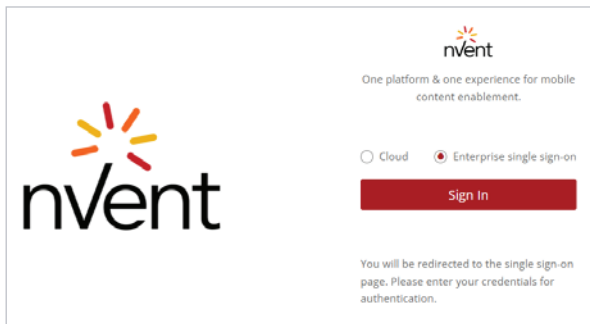 nvent
nvent
One platform & one experience for mobile
content enablement.
Cloud
Enterprise single sign-on
Sign In
You will be redirected to the single sign-on
page. Please enter your credentials for
authentication.